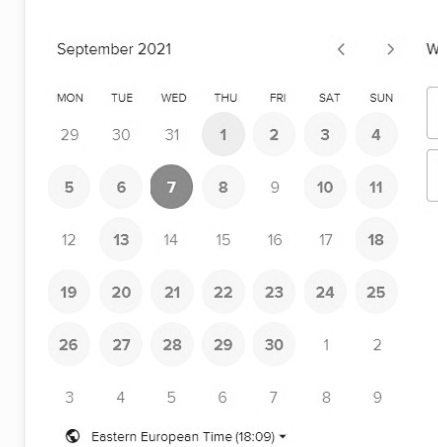 September 2021
W
MON TUE WED THU FRI SAT SUN
29 30 31 1 2 3 4
5 6 7 8 9 10 11
12 13 14 15 16 17 18
19 20 21 22 23 24 25
26 27 28 29 30 1 2
3 4 5 6 7 8 9
Eastern European Time (18:09)